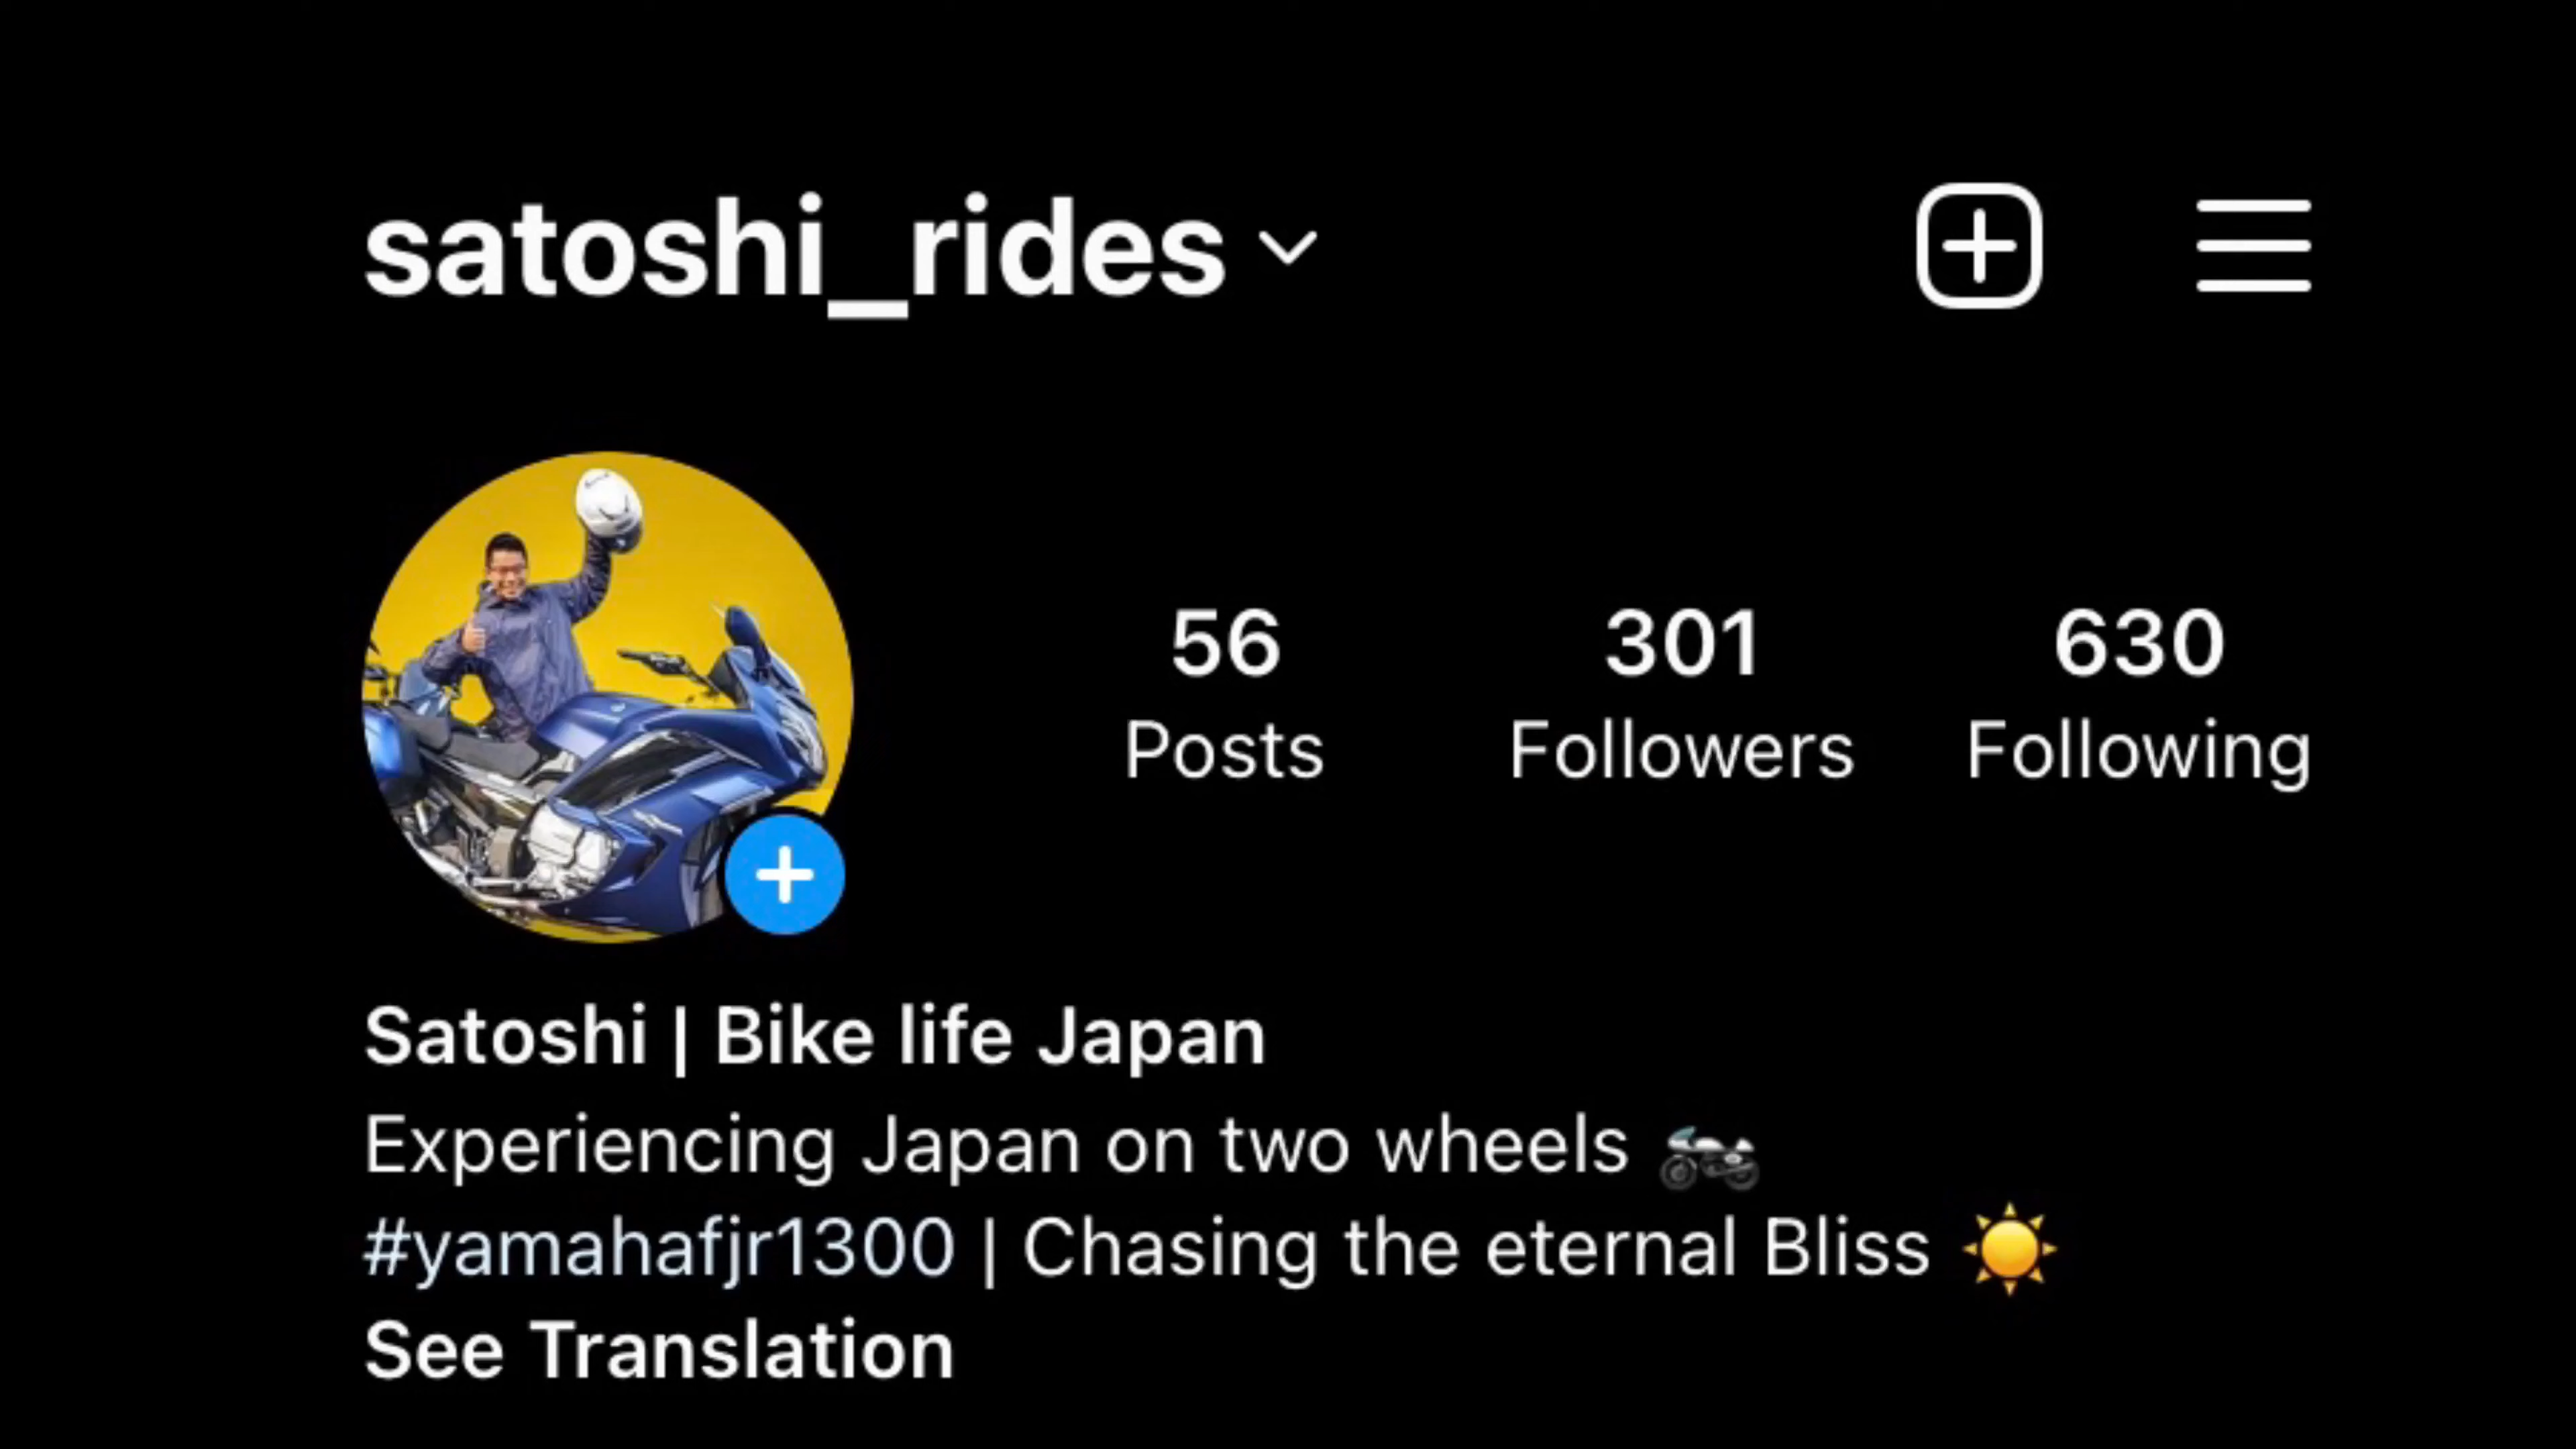 satoshi_rides
56 301 630
Posts Followers Following
Satoshi | Bike life Japan
Experiencing Japan on two wheels 🏍️
#yamahafjr1300 | Chasing the eternal Bliss ☀️
See Translation